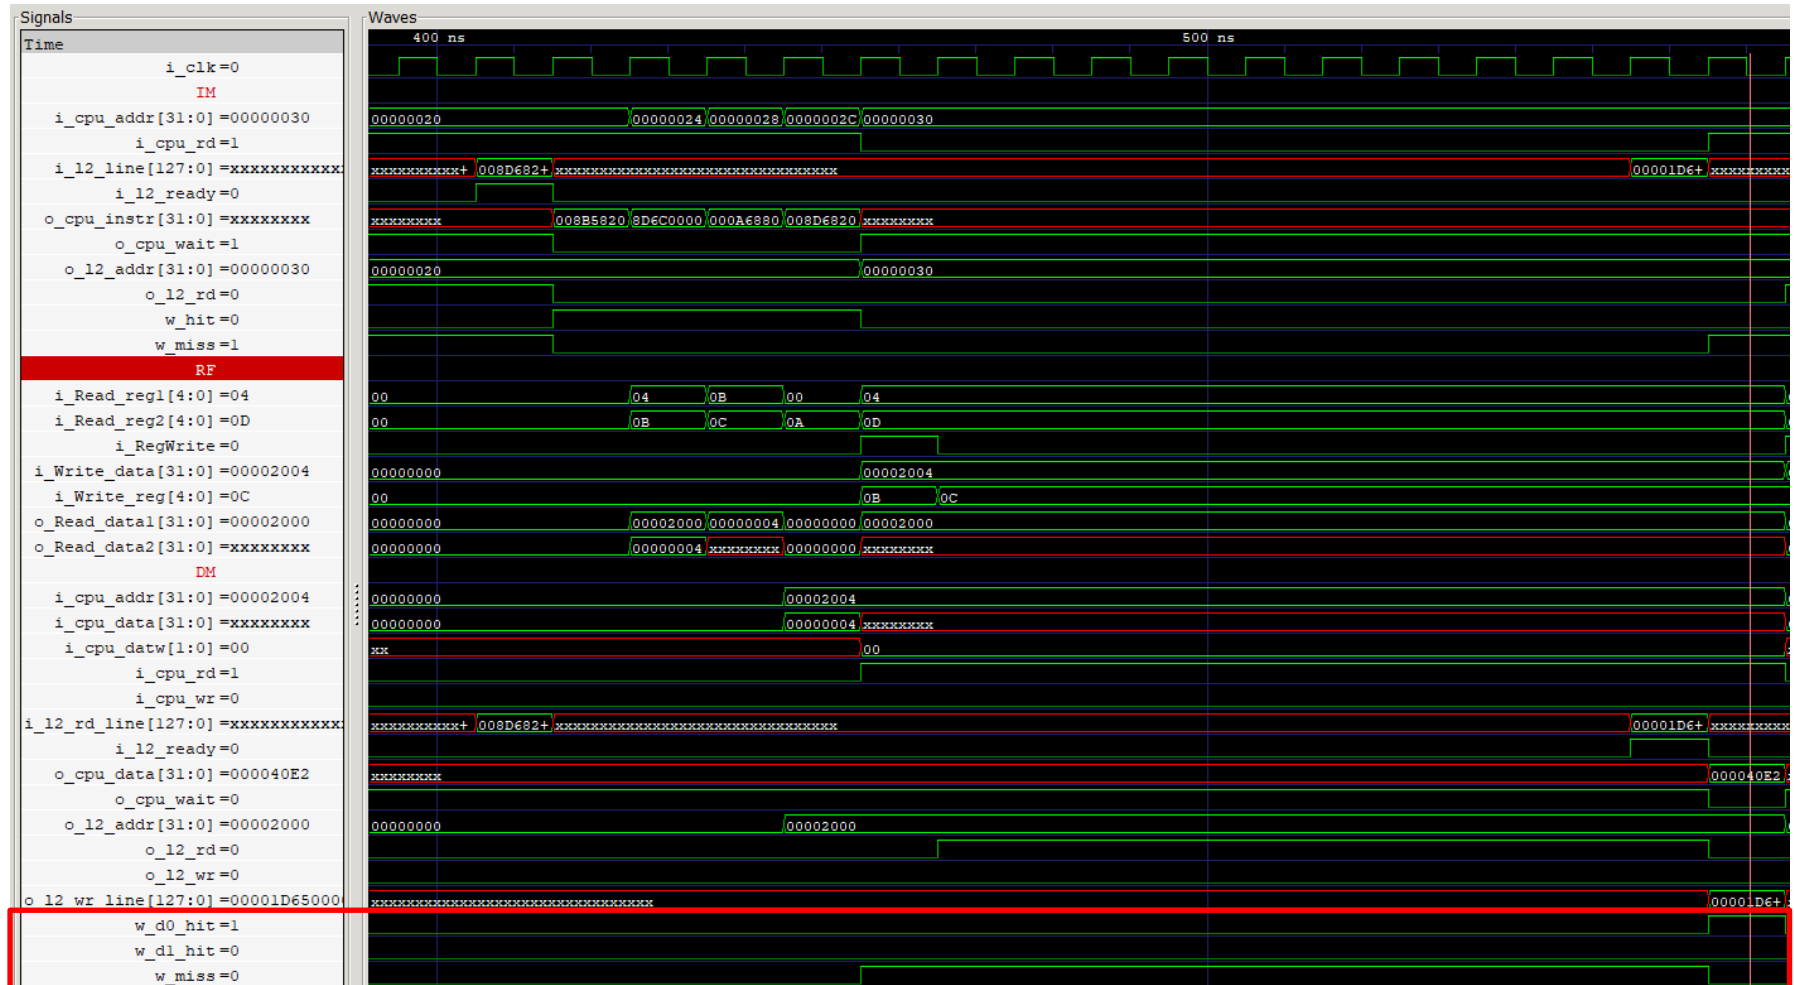 Signals Waves
Time 400 ns 500 ns
i_clk=0
IM
i_cpu_addr[31:0]=00000030 00000020 00000024 00000028 0000002C 00000030
i_cpu_rd=1
i_l2_line[127:0]=xxxxxxxxxxxx xxxxxxxxxx+ 008D682+ xxxxxxxxxxxxxxxxxxxxxxxxxxxxxxxx 00001D6+ xxxxxxxxx
i_l2_ready=0
o_cpu_instr[31:0]=xxxxxxxx xxxxxxxx 008B5820 8D6C0000 000A6880 008D6820 xxxxxxxx
o_cpu_wait=1
o_l2_addr[31:0]=00000030 00000020 00000030
o_l2_rd=0
w_hit=0
w_miss=1
RF
i_Read_reg1[4:0]=04 00 04 0B 00 04
i_Read_reg2[4:0]=0D 00 0B 0C 0A 0D
i_RegWrite=0
i_Write_data[31:0]=00002004 00000000 00002004
i_Write_reg[4:0]=0C 00 0B 0C
o_Read_data1[31:0]=00002000 00000000 00002000 00000004 00000000 00002000
o_Read_data2[31:0]=xxxxxxxx 00000000 00000004 xxxxxxxx 00000000 xxxxxxxx
DM
i_cpu_addr[31:0]=00002004 00000000 00002004
i_cpu_data[31:0]=xxxxxxxx 00000000 00000004 xxxxxxxx
i_cpu_datw[1:0]=00 xx 00
i_cpu_rd=1
i_cpu_wr=0
i_l2_rd_line[127:0]=xxxxxxxxxxxx xxxxxxxxxx+ 008D682+ xxxxxxxxxxxxxxxxxxxxxxxxxxxxxxxx 00001D6+ xxxxxxxxx
i_l2_ready=0
o_cpu_data[31:0]=000040E2 xxxxxxxx 000040E2
o_cpu_wait=0
o_l2_addr[31:0]=00002000 00000000 00002000
o_l2_rd=0
o_l2_wr=0
o_l2_wr_line[127:0]=00001D65000 xxxxxxxxxxxxxxxxxxxxxxxxxxxxxxxx 00001D6+
w_d0_hit=1
w_d1_hit=0
w_miss=0